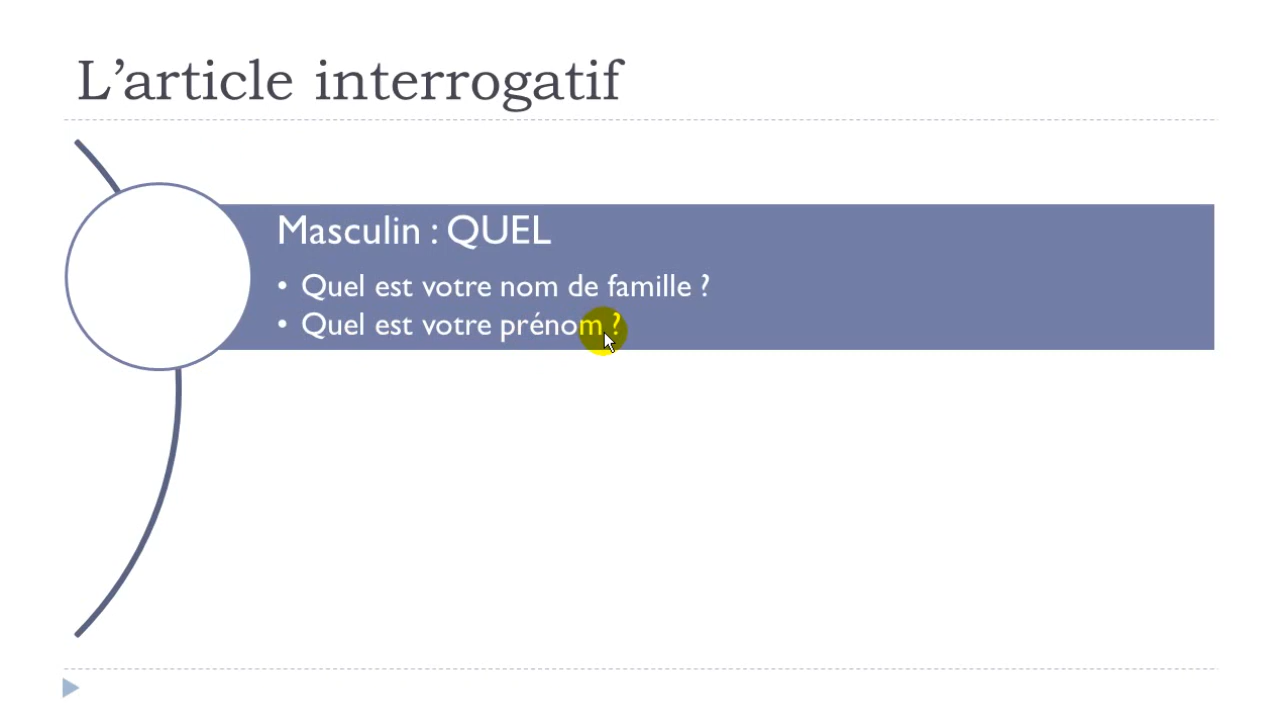 L’article interrogatif
Masculin : QUEL
• Quel est votre nom de famille ?
• Quel est votre prénom ?